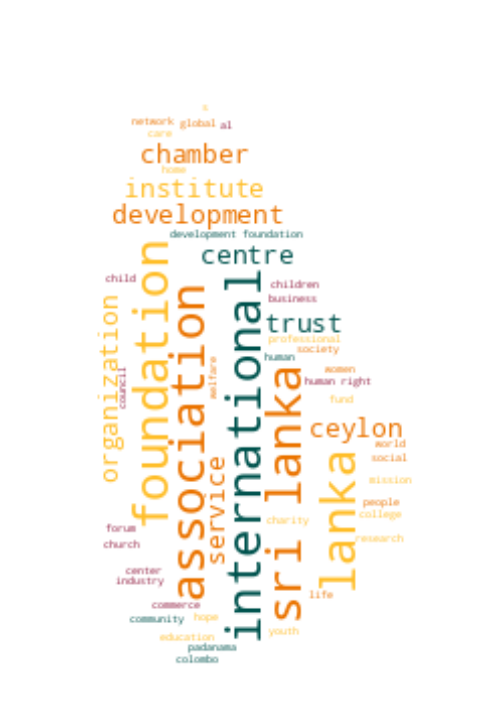 s
network global al
care
chamber
home
institute
development
development foundation
centre
foundation
international
child
children
association
business
organization
trust
professional
society
human
welfare
council
women
sri lanka
human right
fund
ceylon
world
lanka
social
service
mission
people
college
charity
forum
research
church
center
industry
life
commerce
community
hope
youth
education
padanama
colombo